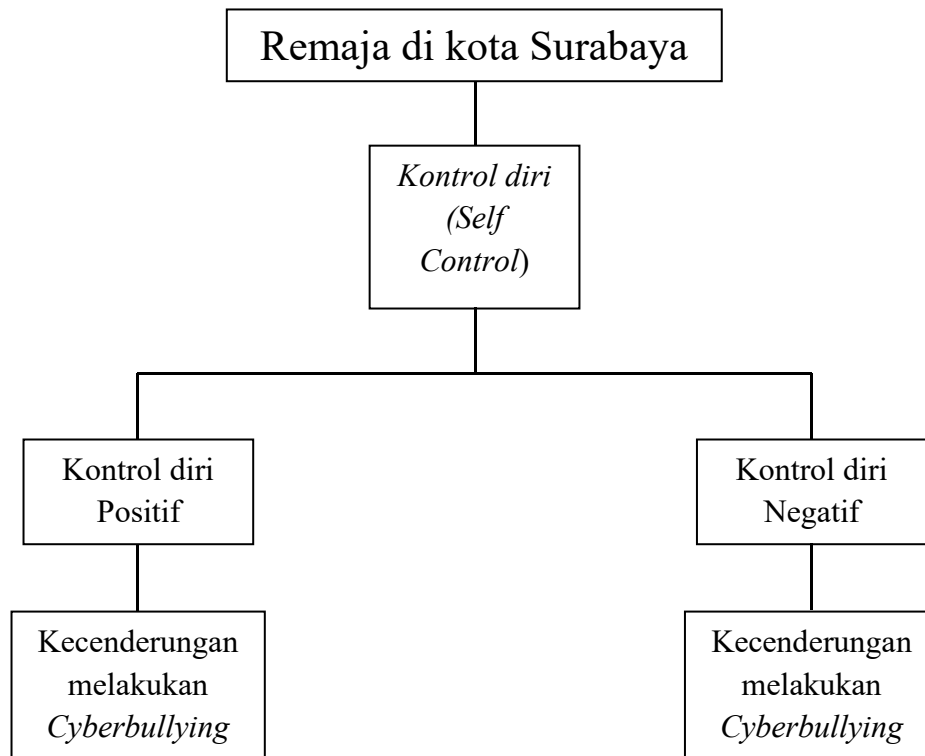 Remaja di kota Surabaya
Kontrol diri
(Self
Control)
Kontrol diri
Positif
Kontrol diri
Negatif
Kecenderungan
melakukan
Cyberbullying
Kecenderungan
melakukan
Cyberbullying